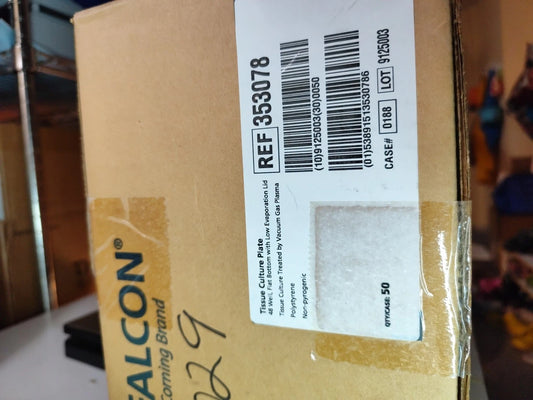 REF 353078
(10)9125003(30)0050
(01)53891513530786
CASE# 0188 LOT 9125003
Tissue Culture Plate
48 Well, Flat Bottom with Low Evaporation Lid
Tissue Culture Treated by Vacuum Gas Plasma
Polystyrene
Non-pyrogenic
QTY/CASE: 50
FALCON®
Corning Brand
029